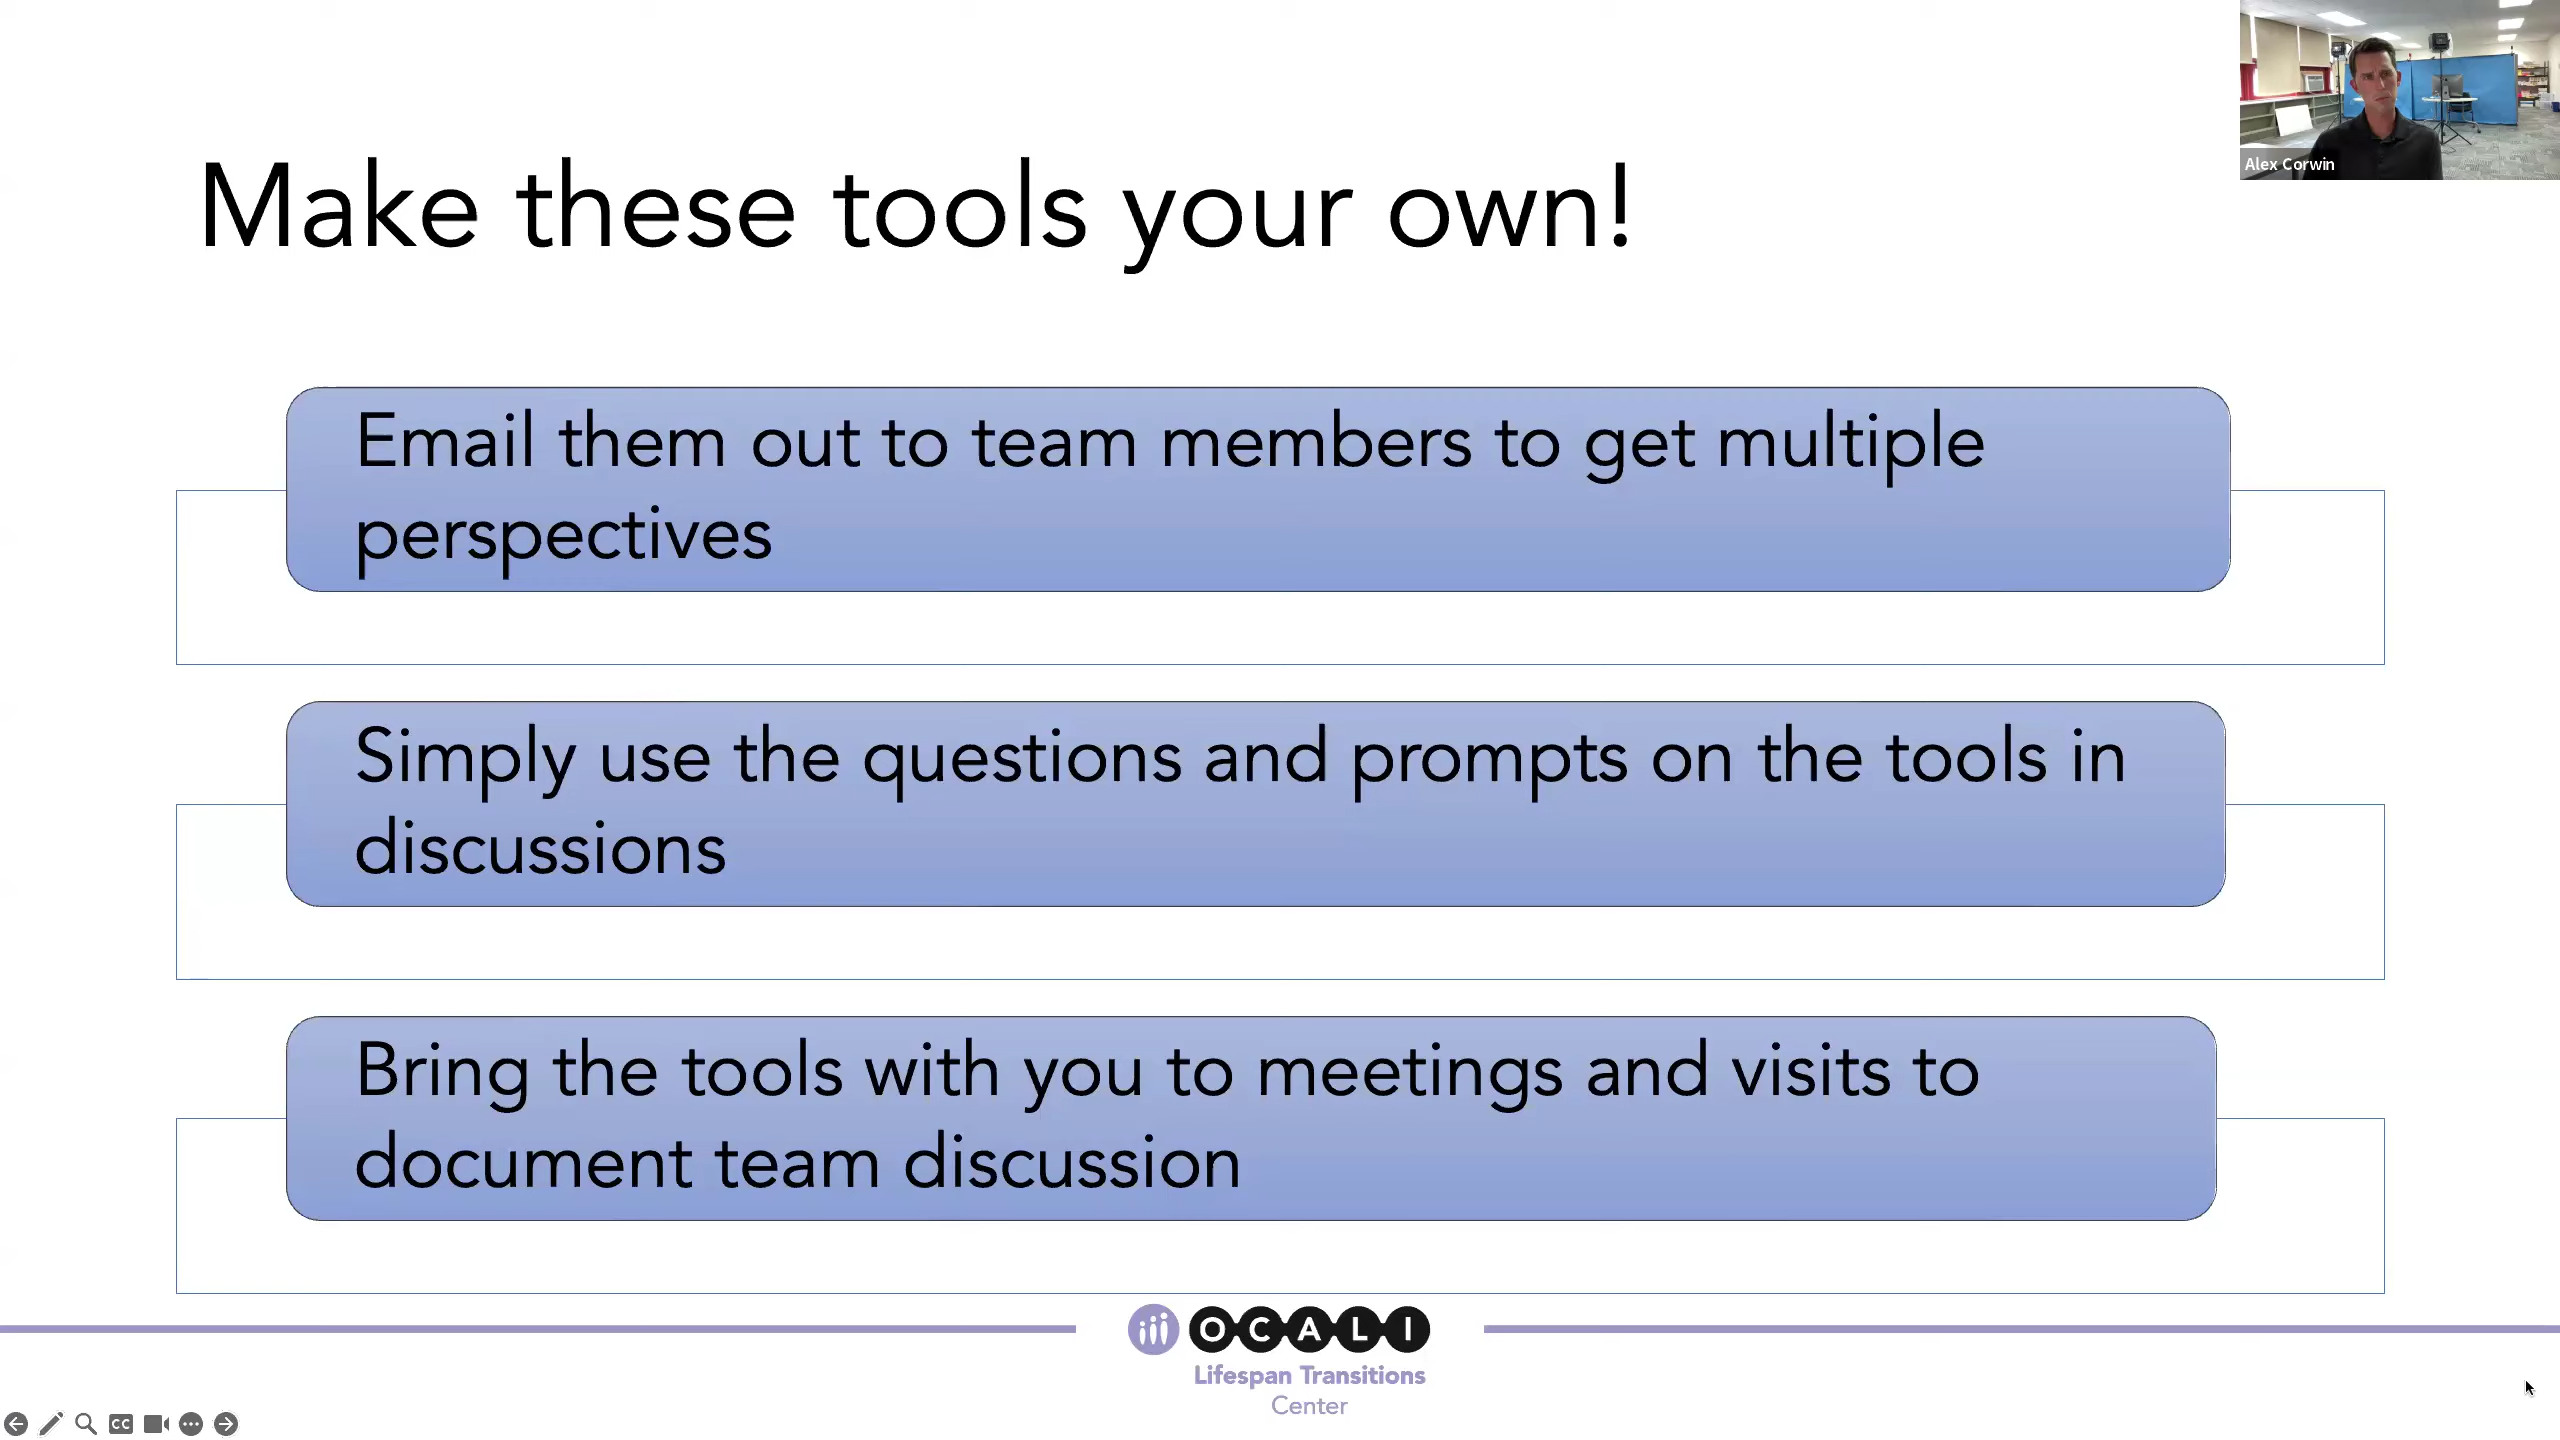 Alex Corwin
Make these tools your own!
Email them out to team members to get multiple
perspectives
Simply use the questions and prompts on the tools in
discussions
Bring the tools with you to meetings and visits to
document team discussion
OCALI
Lifespan Transitions
Center
CC